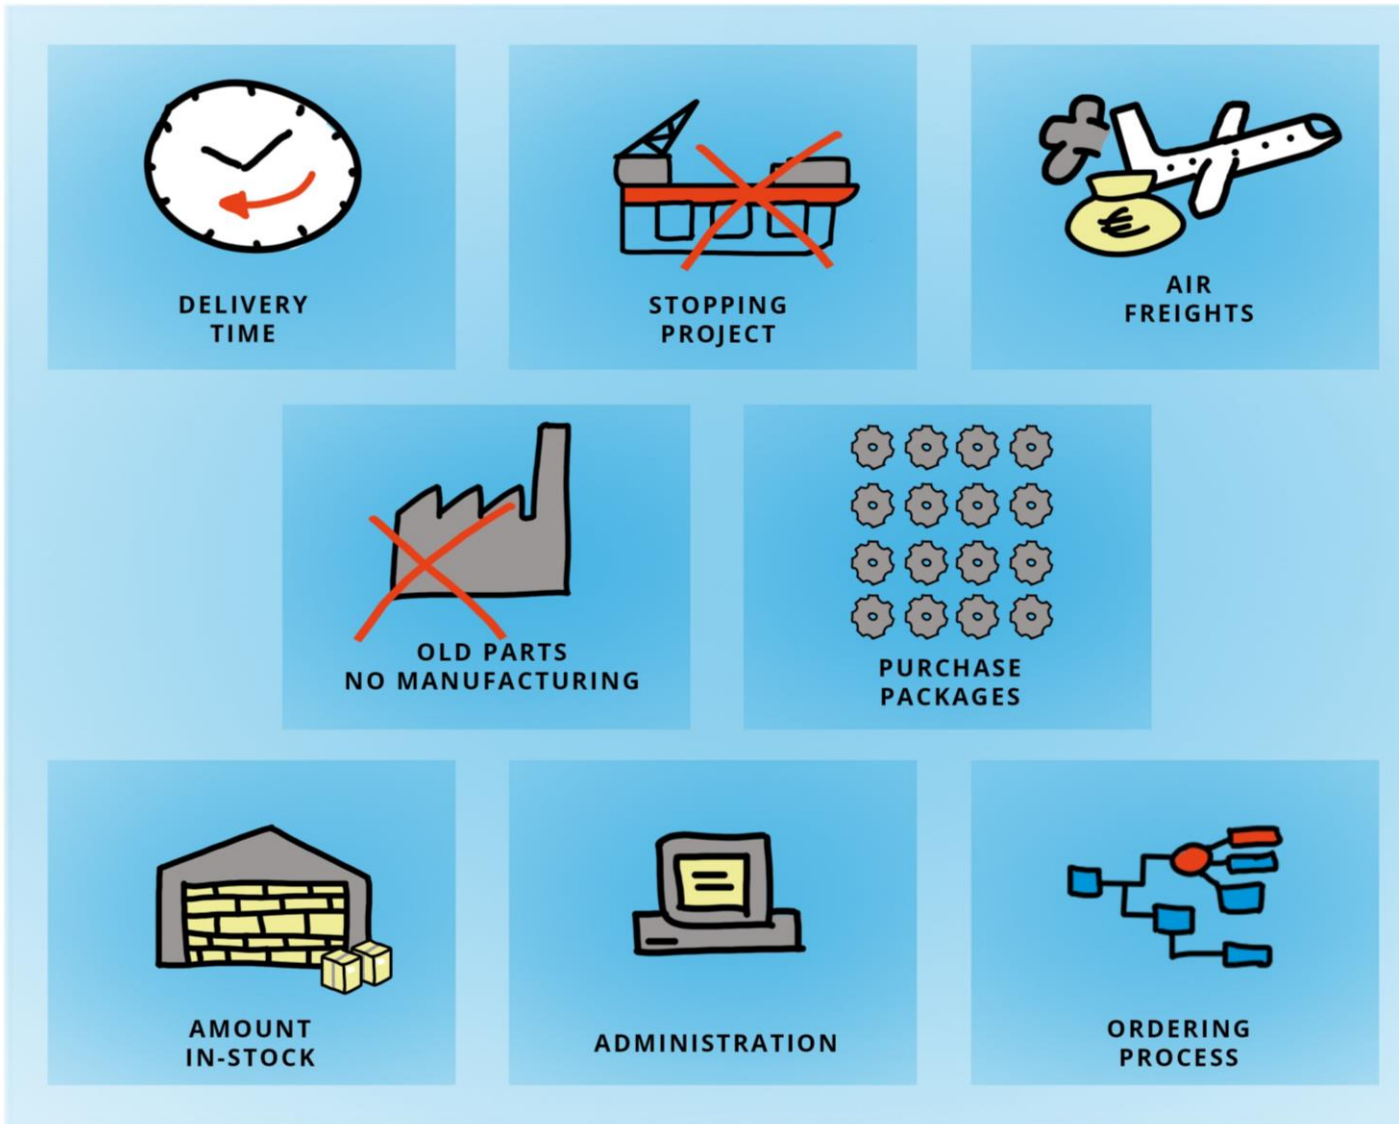 DELIVERY
TIME
STOPPING
PROJECT
€
AIR
FREIGHTS
OLD PARTS
NO MANUFACTURING
PURCHASE
PACKAGES
AMOUNT
IN-STOCK
ADMINISTRATION
ORDERING
PROCESS